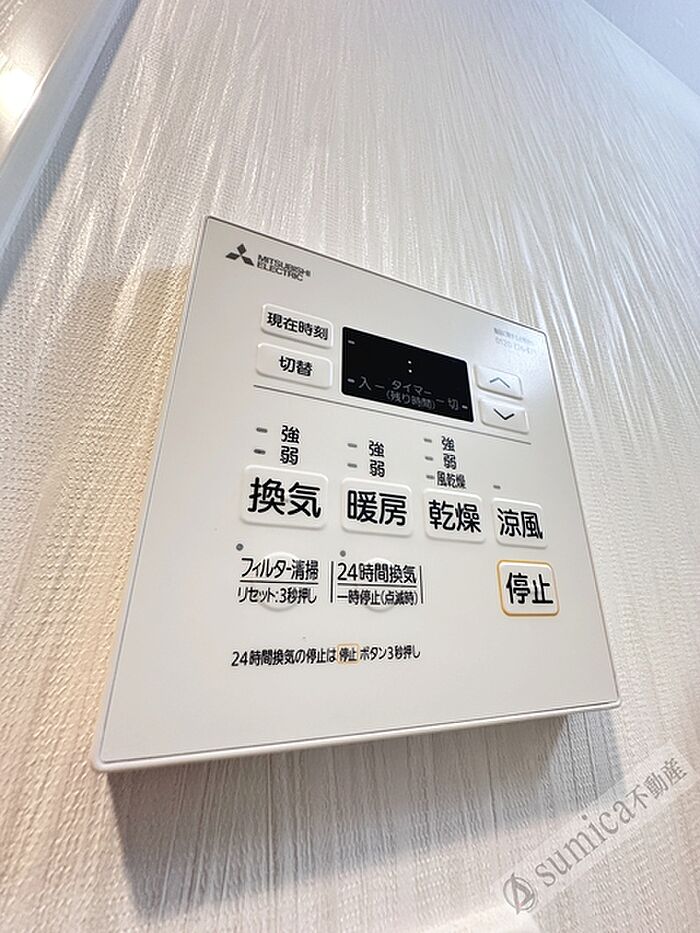 MITSUBISHI
ELECTRIC
現在時刻
切替
:
入 タイマー 切
(残り時間)
強
弱
強
弱
強
弱
風乾燥
換気 暖房 乾燥 涼風
フィルター清掃
リセット:3秒押し
24時間換気
一時停止(点滅時)
停止
24時間換気の停止は 停止 ボタン3秒押し
sumica不動産